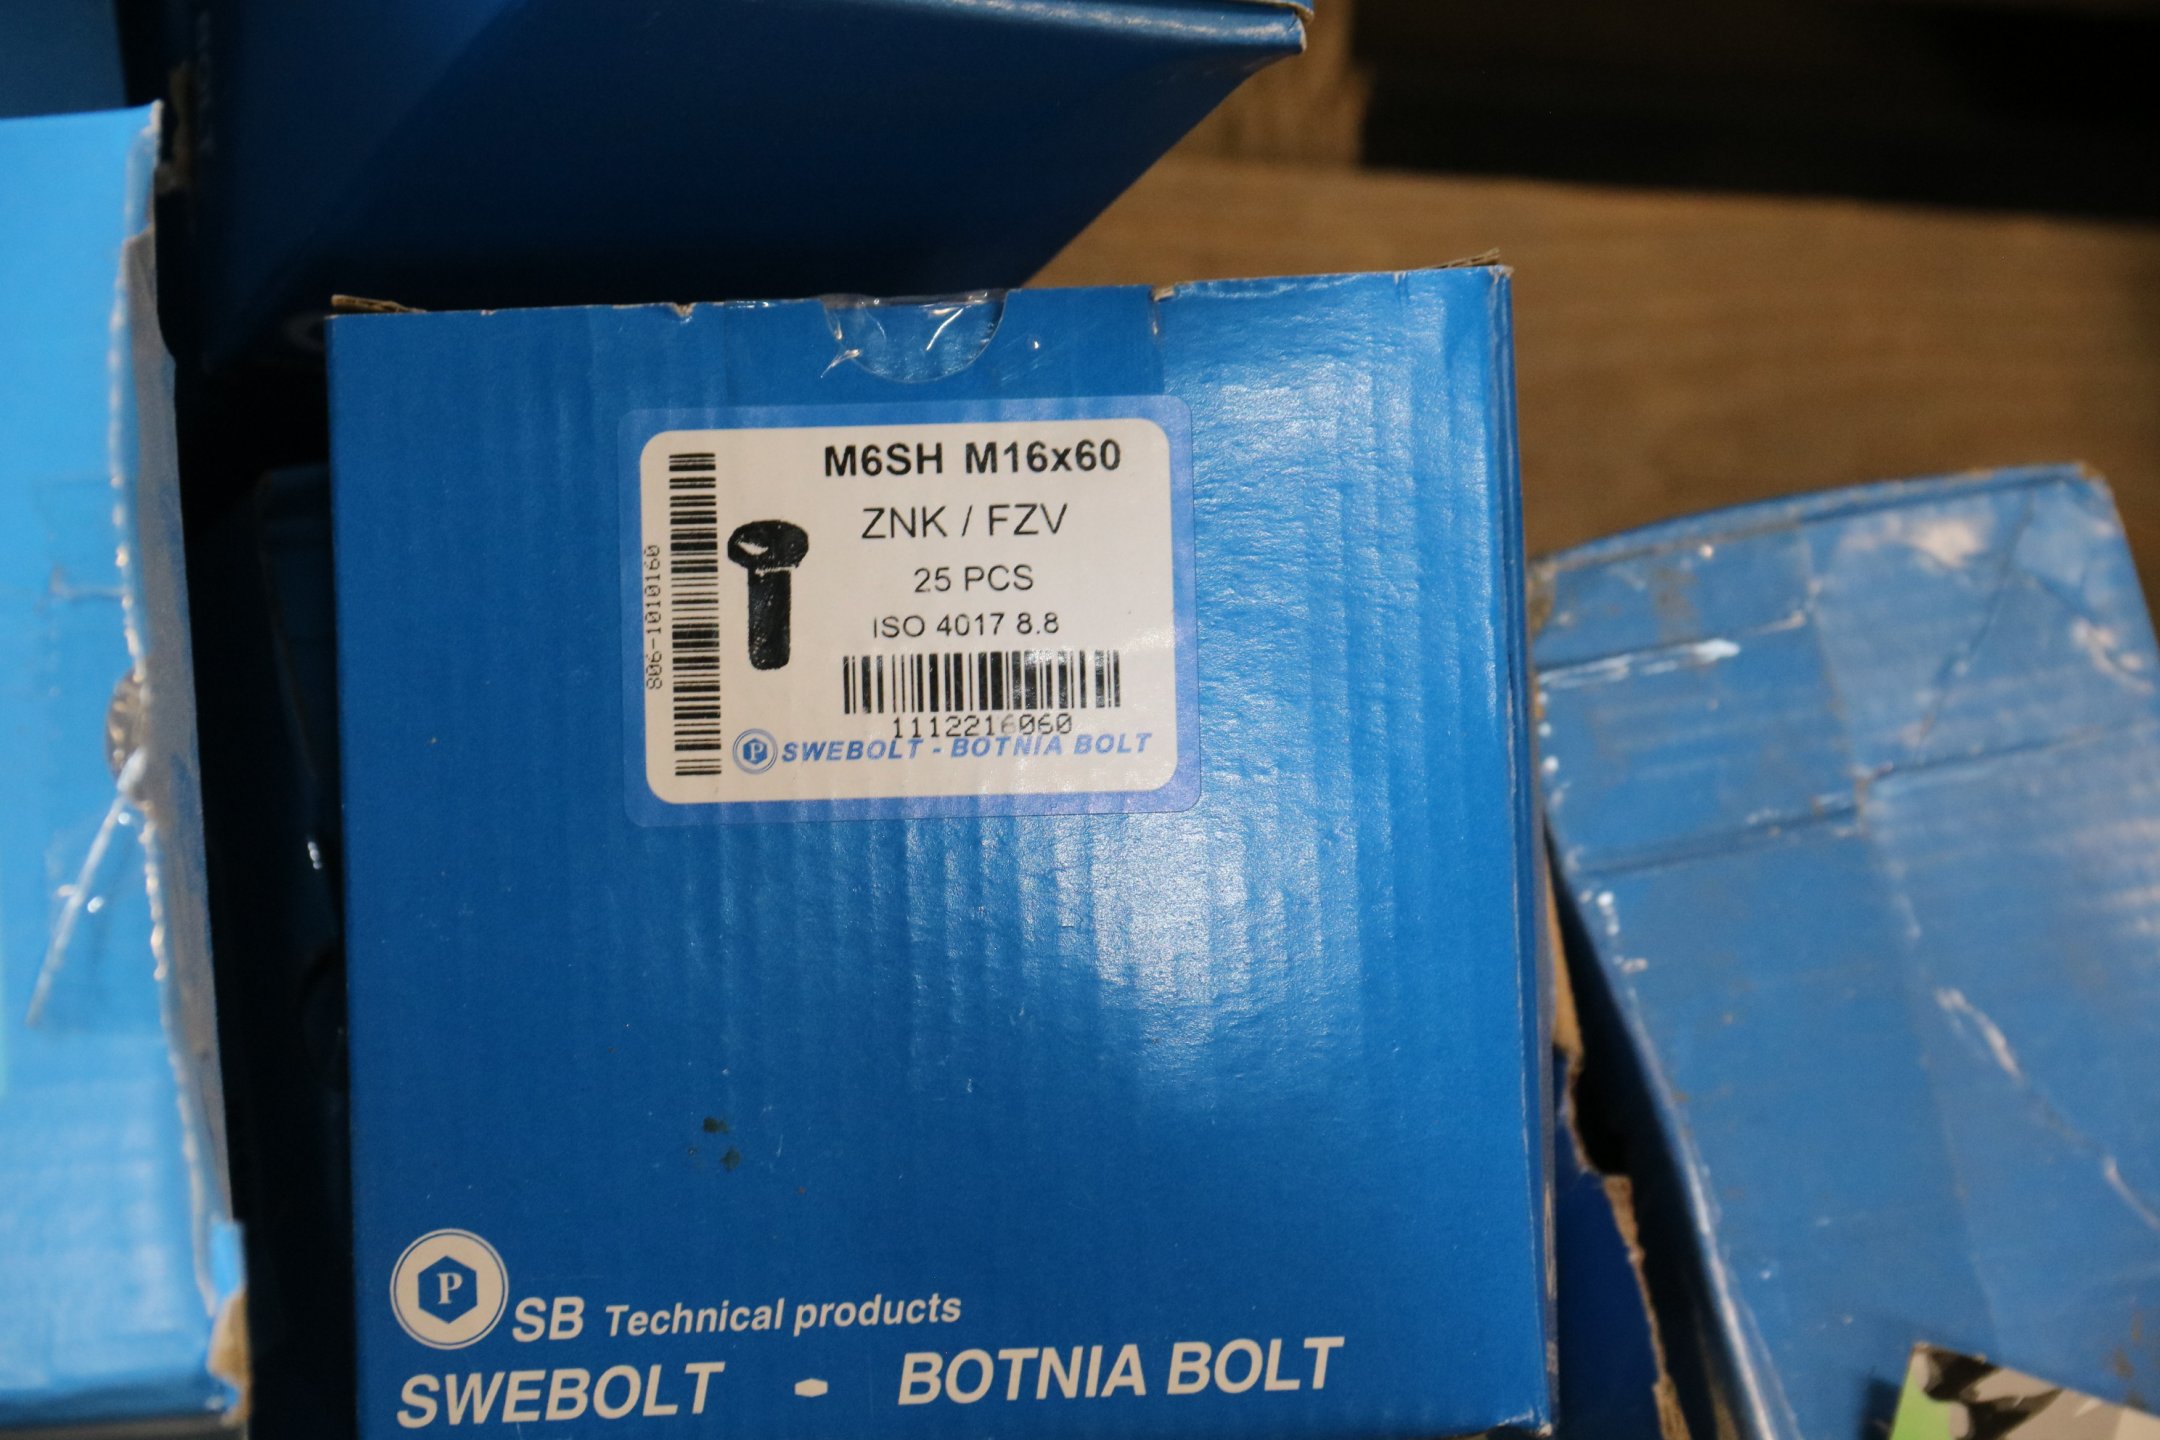 M6SH M16x60
ZNK / FZV
25 PCS
ISO 4017 8.8
806-1010160
1112216060
P SWEBOLT - BOTNIA BOLT
P SB Technical products
SWEBOLT - BOTNIA BOLT